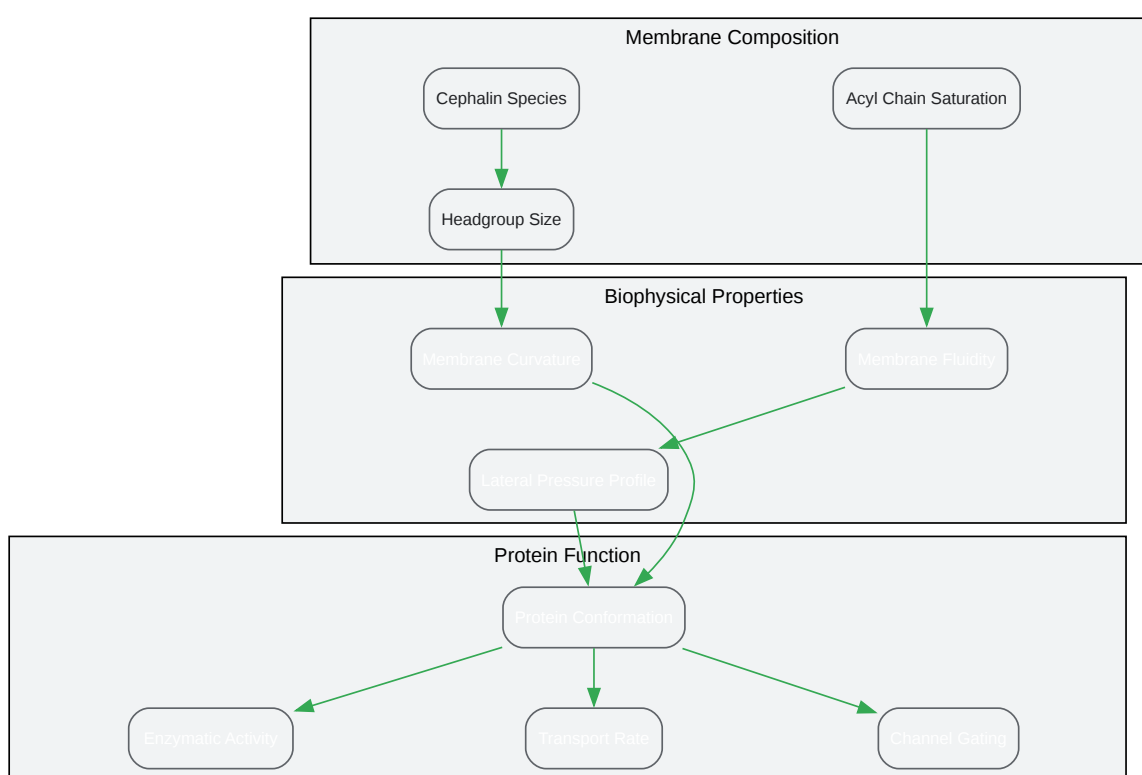 Membrane Composition
Cephalin Species
Acyl Chain Saturation
Headgroup Size
Biophysical Properties
Membrane Curvature
Membrane Fluidity
Lateral Pressure Profile
Protein Function
Protein Conformation
Enzymatic Activity
Transport Rate
Channel Gating